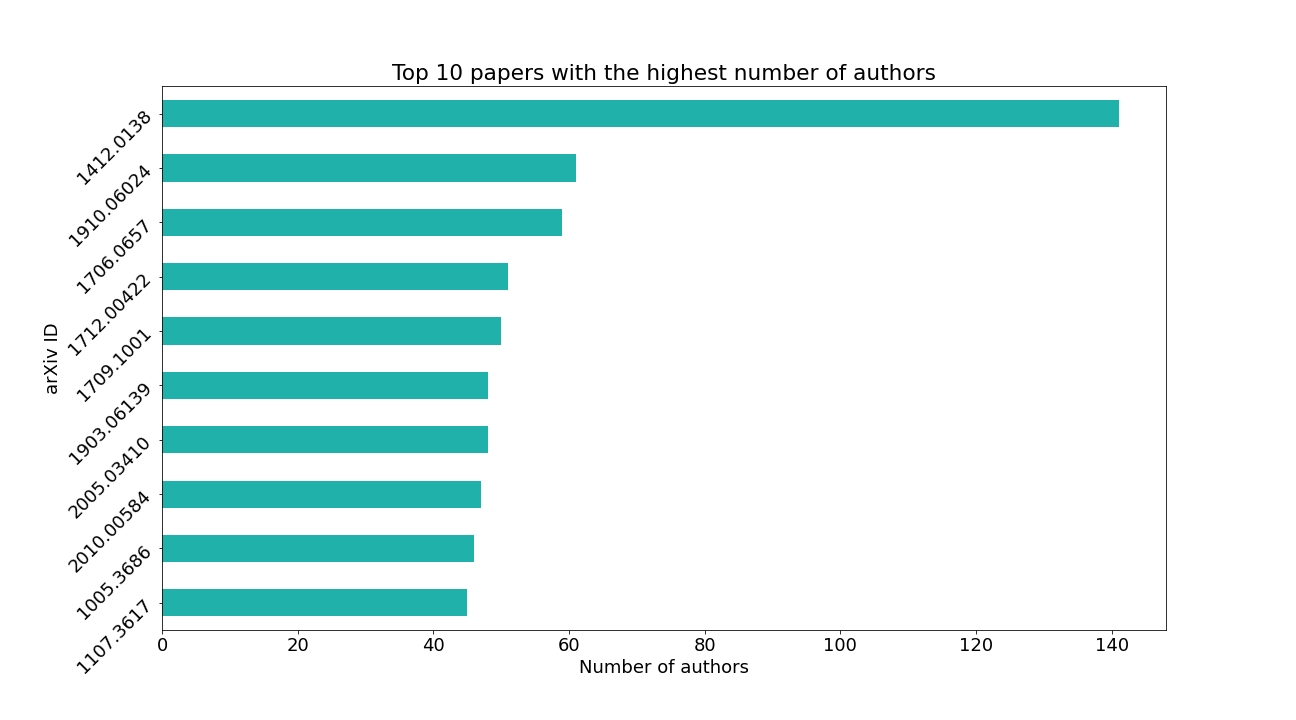 Top 10 papers with the highest number of authors
1412.0138
1910.06024
1706.0657
1712.00422
1709.1001
1903.06139
2005.03410
2010.00584
1005.3686
1107.3617
arXiv ID
0 20 40 60 80 100 120 140
Number of authors